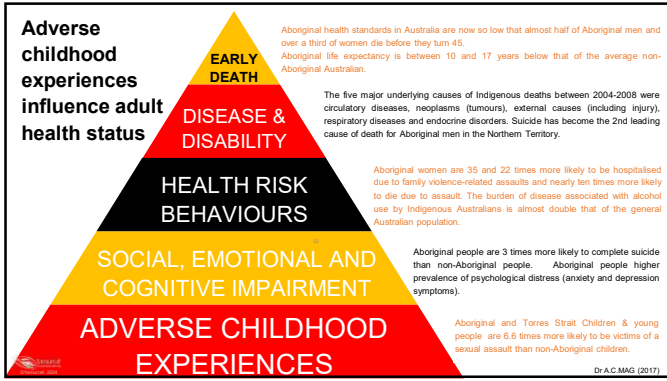 Adverse
childhood
experiences
influence adult
health status
EARLY
DEATH
DISEASE &
DISABILITY
HEALTH RISK
BEHAVIOURS
SOCIAL, EMOTIONAL AND
COGNITIVE IMPAIRMENT
ADVERSE CHILDHOOD
EXPERIENCES
Aboriginal health standards in Australia are now so low that almost half of Aboriginal men and
over a third of women die before they turn 45.
Aboriginal life expectancy is between 10 and 17 years below that of the average non-
Aboriginal Australian.
The five major underlying causes of Indigenous deaths between 2004-2008 were
circulatory diseases, neoplasms (tumours), external causes (including injury),
respiratory diseases and endocrine disorders. Suicide has become the 2nd leading
cause of death for Aboriginal men in the Northern Territory.
Aboriginal women are 35 and 22 times more likely to be hospitalised
due to family violence-related assaults and nearly ten times more likely
to die due to assault. The burden of disease associated with alcohol
use by Indigenous Australians is almost double that of the general
Australian population.
Aboriginal people are 3 times more likely to complete suicide
than non-Aboriginal people. Aboriginal people higher
prevalence of psychological distress (anxiety and depression
symptoms).
Aboriginal and Torres Strait Children & young
people are 6.6 times more likely to be victims of a
sexual assault than non-Aboriginal children.
Dr A.C.MAG (2017)